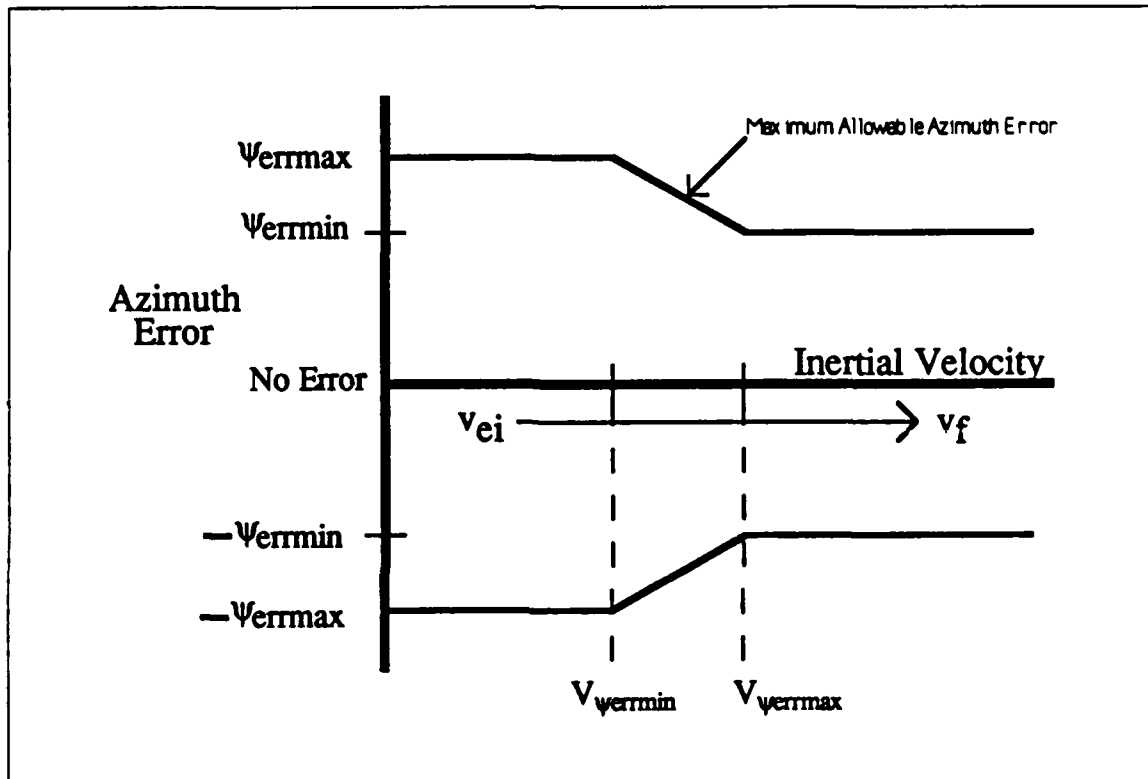 Maximum Allowable Azimuth Error
Ψerrmax
Ψerrmin
Azimuth
Error
No Error
Inertial Velocity
vei
vf
–Ψerrmin
–Ψerrmax
VΨerrmin
VΨerrmax